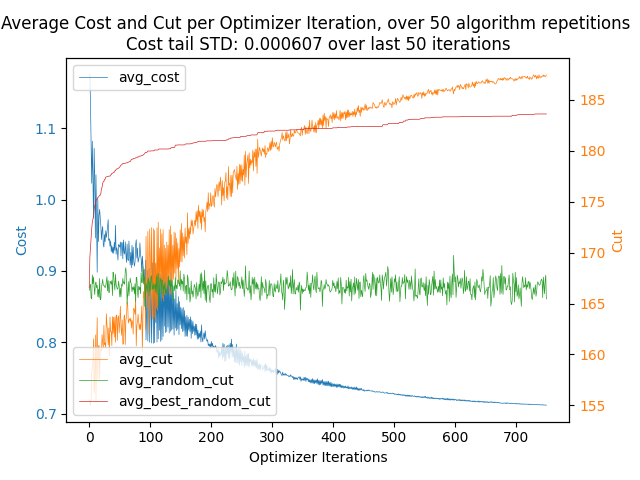 Average Cost and Cut per Optimizer Iteration, over 50 algorithm repetitions
Cost tail STD: 0.000607 over last 50 iterations
avg_cost
1.1
1.0
0.9
0.8
0.7
Cost
185
180
175
170
165
160
155
Cut
avg_cut
avg_random_cut
avg_best_random_cut
0 100 200 300 400 500 600 700
Optimizer Iterations